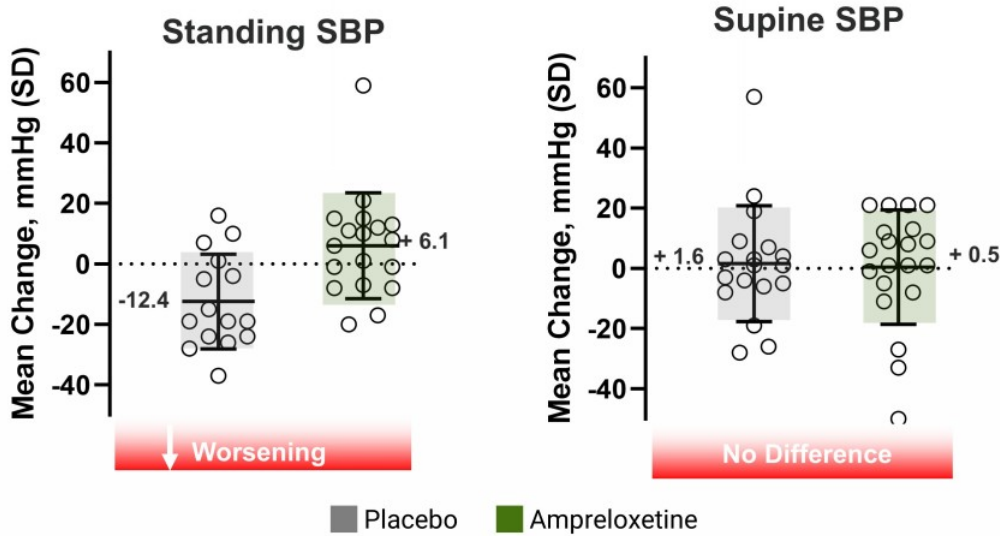 Standing SBP
Mean Change, mmHg (SD)
60
40
20
0
-20
-40
-12.4
+ 6.1
Worsening
Supine SBP
Mean Change, mmHg (SD)
60
40
20
0
-20
-40
+ 1.6
+ 0.5
No Difference
Placebo
Ampreloxetine